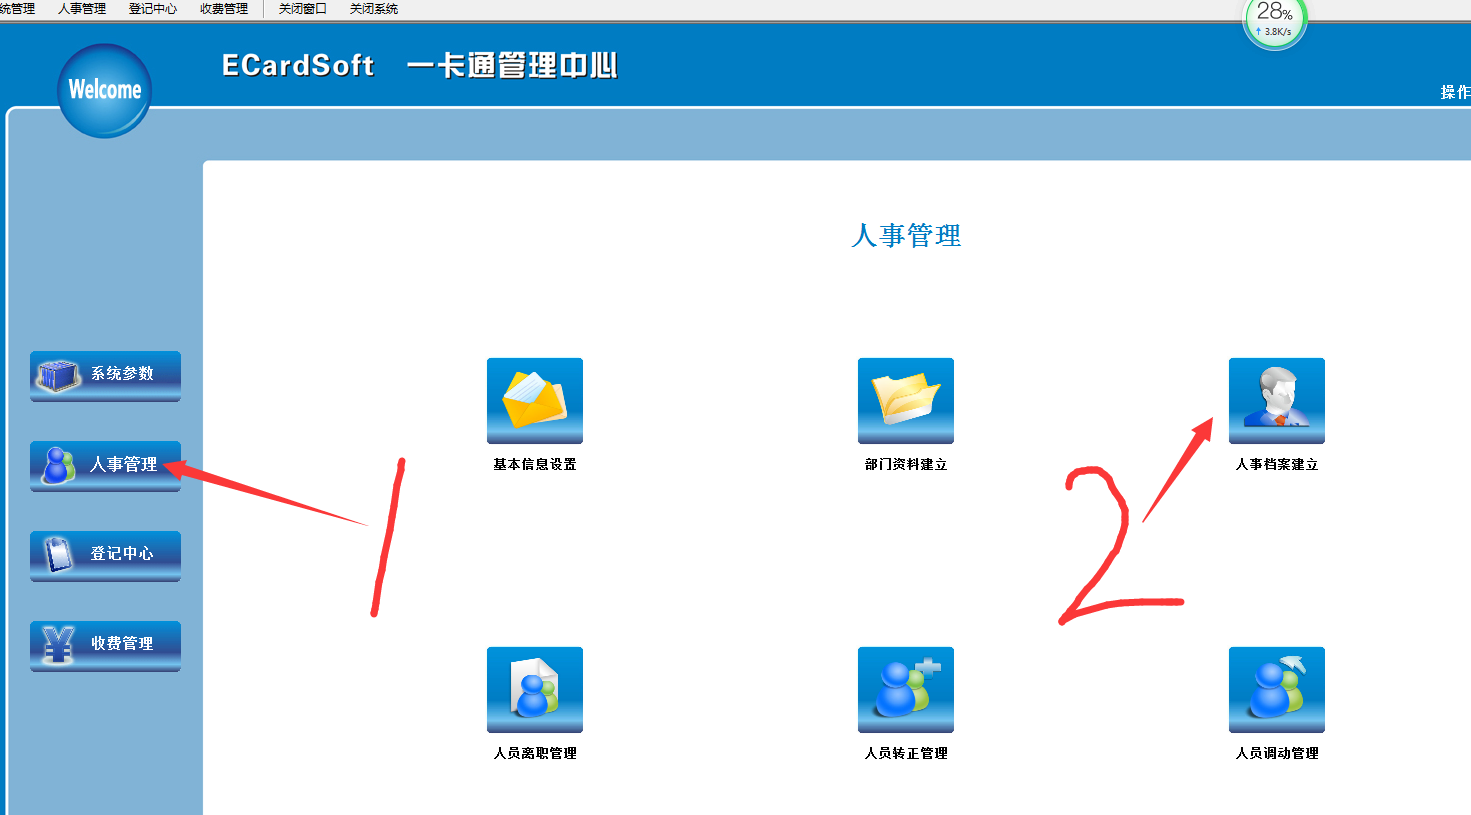 统管理 人事管理 登记中心 收费管理 关闭窗口 关闭系统
28%
↑ 3.8K/s
Welcome
ECardSoft 一卡通管理中心
操作
人事管理
系统参数
人事管理
登记中心
收费管理
基本信息设置 部门资料建立 人事档案建立
1 2
人员离职管理 人员转正管理 人员调动管理